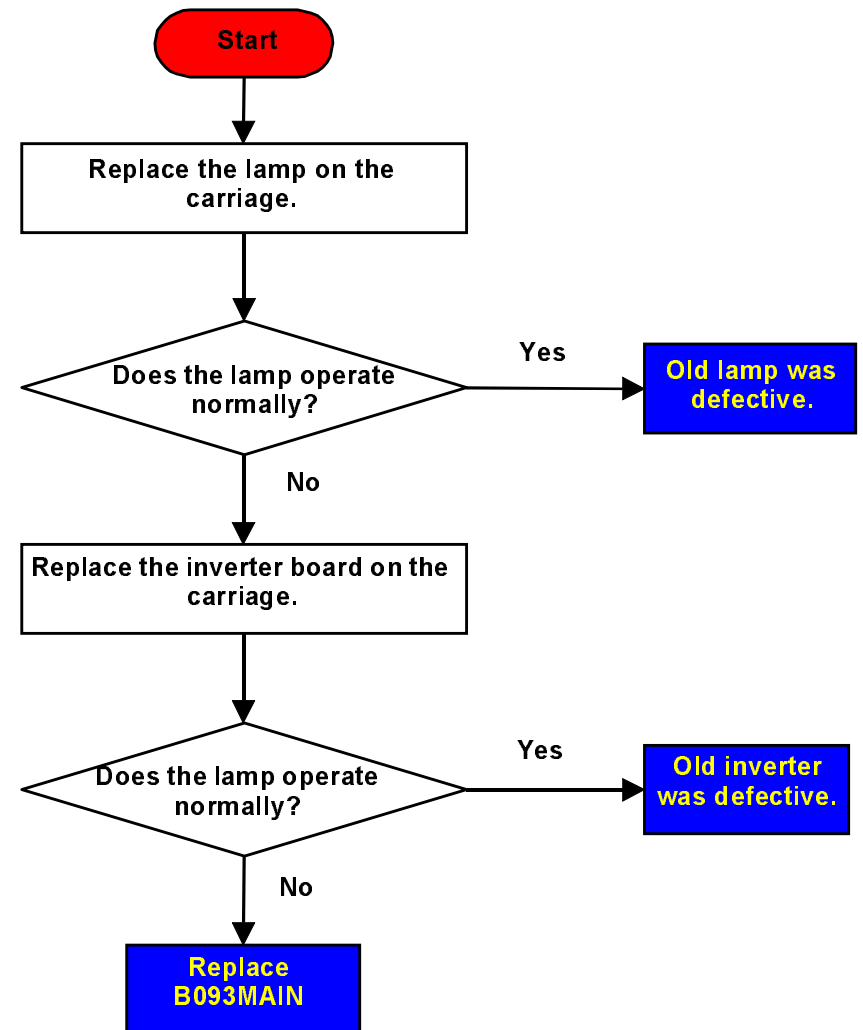 Start
Replace the lamp on the
carriage.
Does the lamp operate
normally?
Yes
Old lamp was
defective.
No
Replace the inverter board on the
carriage.
Does the lamp operate
normally?
Yes
Old inverter
was defective.
No
Replace
B093MAIN